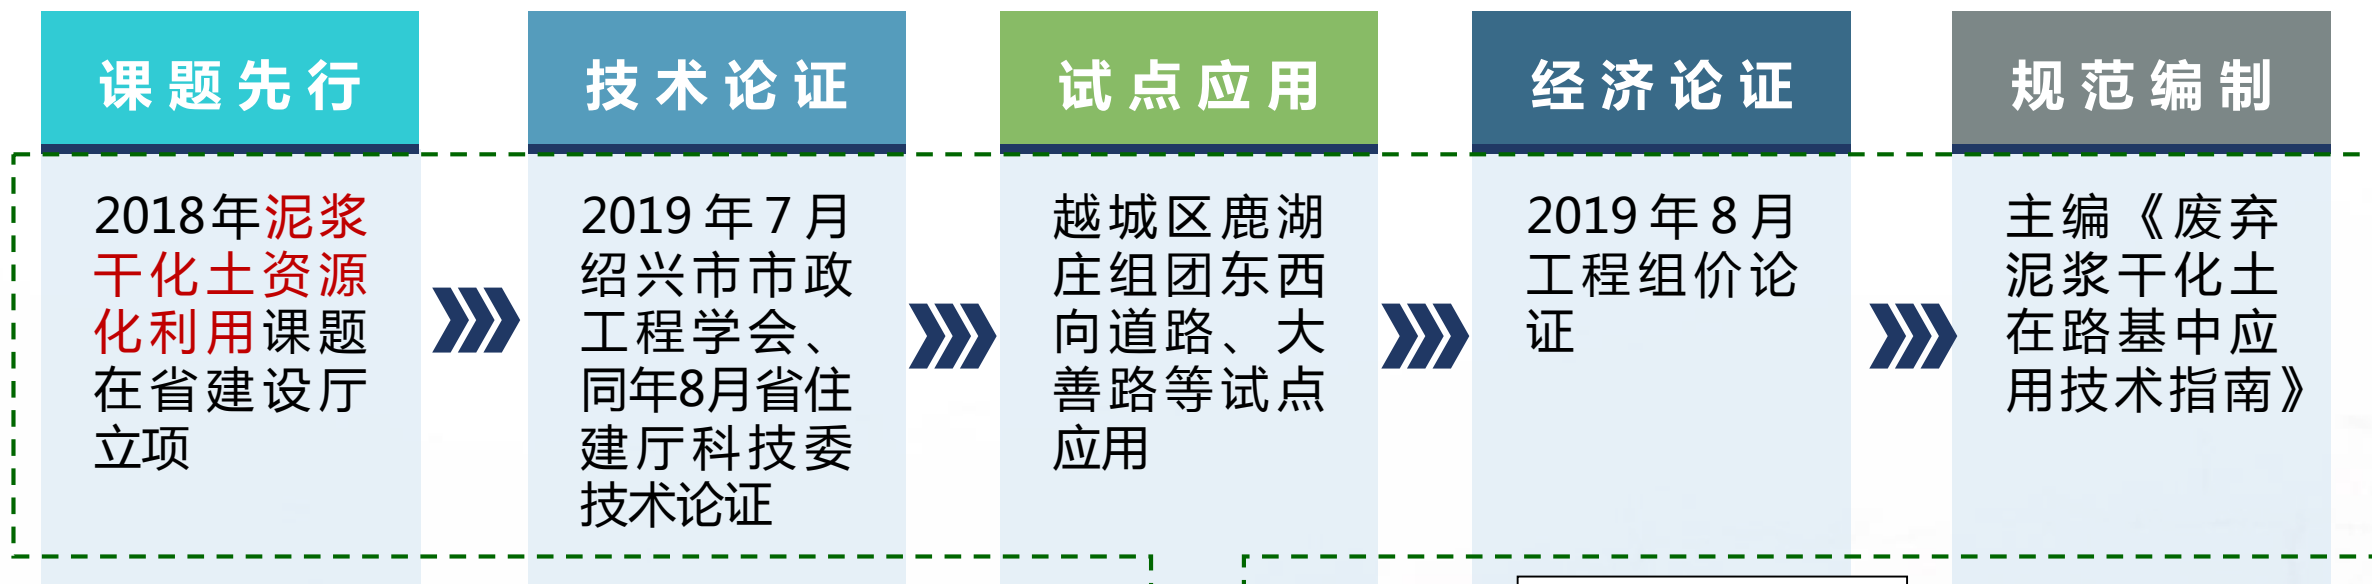 课题先行
2018年泥浆
干化土资源
化利用课题
在省建设厅
立项
技术论证
2019年7月
绍兴市市政
工程学会、
同年8月省住
建厅科技委
技术论证
试点应用
越城区鹿湖
庄组团东西
向道路、大
善路等试点
应用
经济论证
2019年8月
工程组价论
证
规范编制
主编《废弃
泥浆干化土
在路基中应
用技术指南》